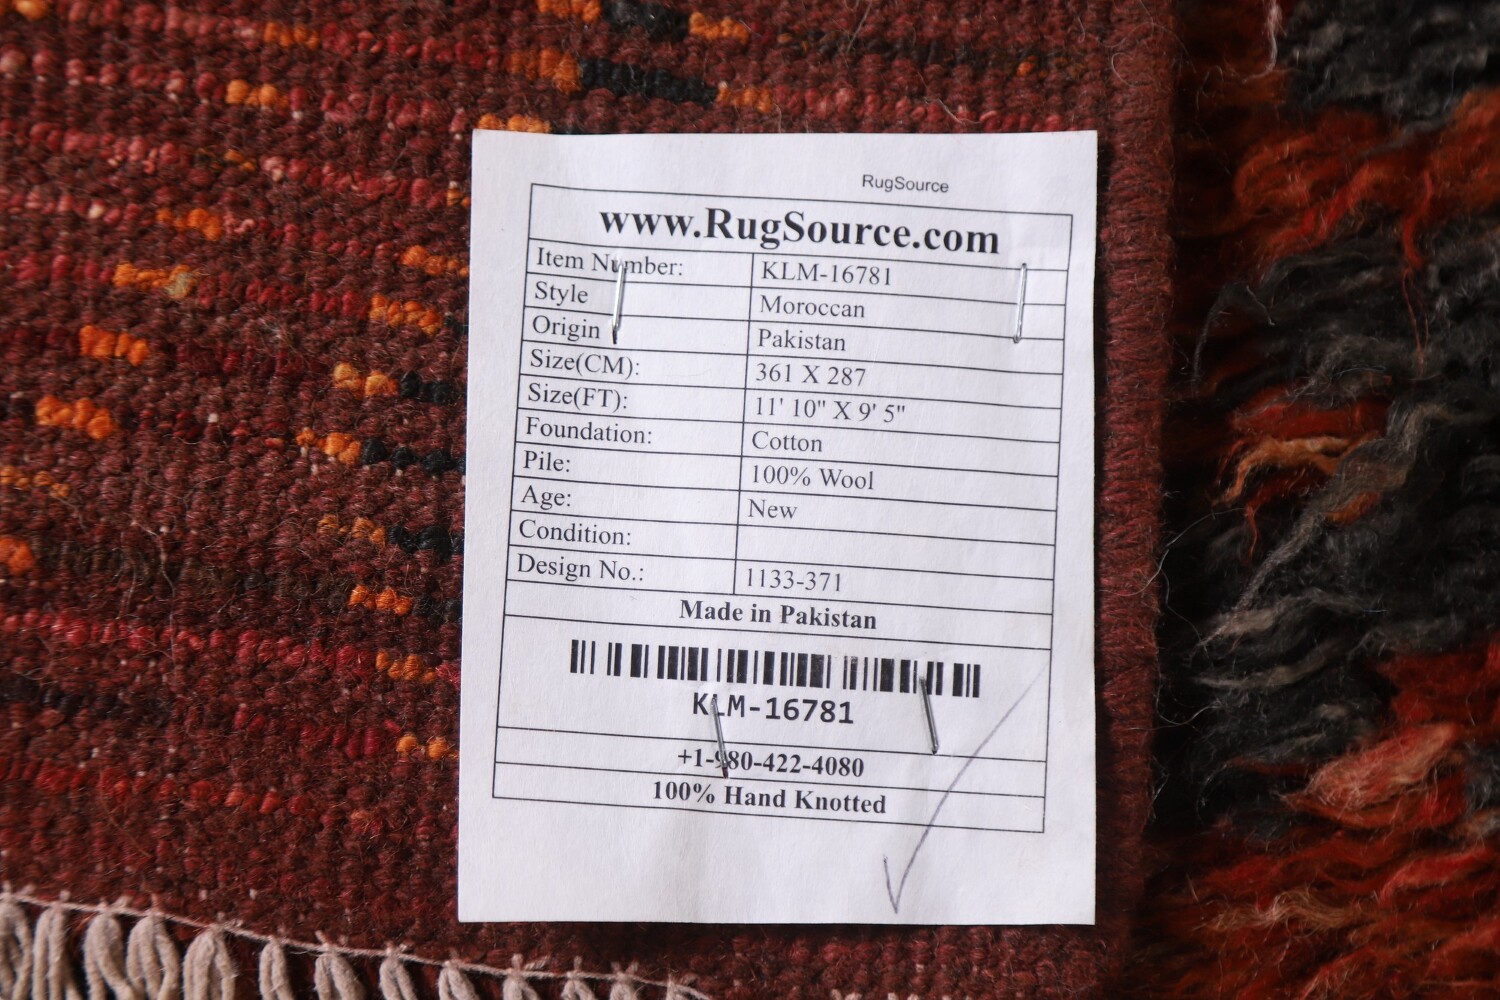 RugSource
www.RugSource.com
Item Number: KLM-16781
Style Moroccan
Origin Pakistan
Size(CM): 361 X 287
Size(FT): 11' 10" X 9' 5"
Foundation: Cotton
Pile: 100% Wool
Age: New
Condition:
Design No.: 1133-371
Made in Pakistan
KLM-16781
+1-980-422-4080
100% Hand Knotted